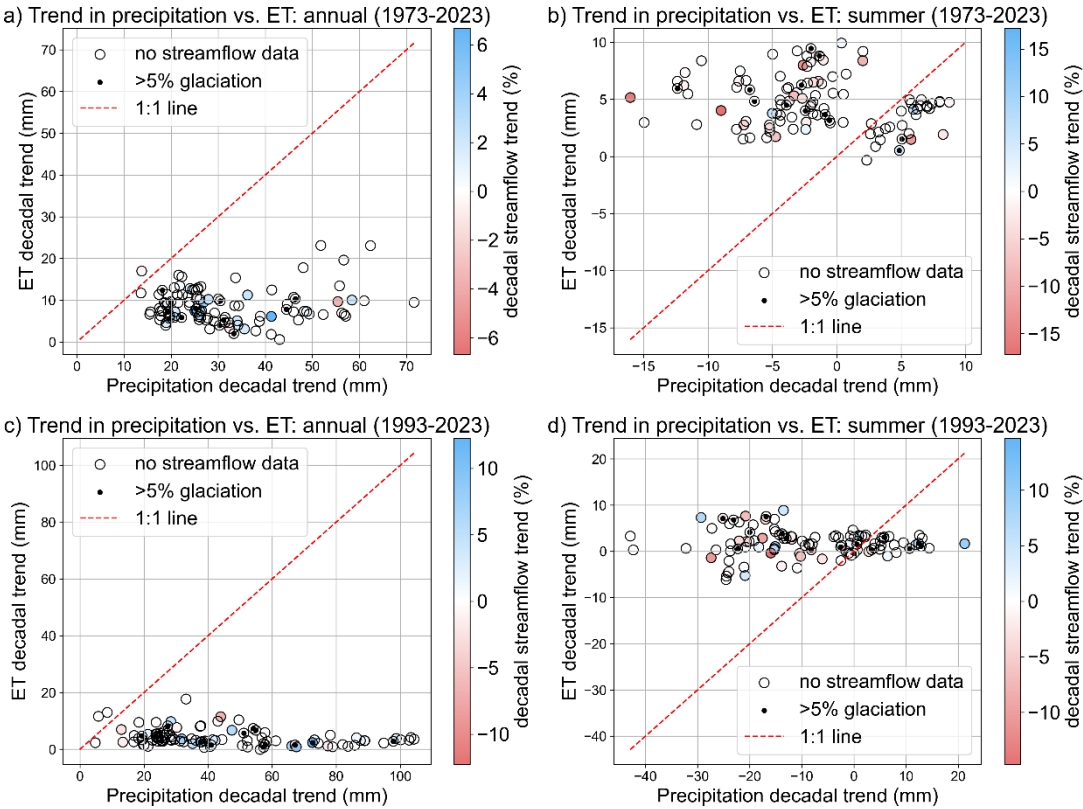 a) Trend in precipitation vs. ET: annual (1973-2023)
70
60
50
40
30
20
10
0
ET decadal trend (mm)
no streamflow data
>5% glaciation
1:1 line
0 10 20 30 40 50 60 70
Precipitation decadal trend (mm)
6
4
2
0
−2
−4
−6
decadal streamflow trend (%)
b) Trend in precipitation vs. ET: summer (1973-2023)
10
5
0
−5
−10
−15
ET decadal trend (mm)
no streamflow data
>5% glaciation
1:1 line
−15 −10 −5 0 5 10
Precipitation decadal trend (mm)
15
10
5
0
−5
−10
−15
decadal streamflow trend (%)
c) Trend in precipitation vs. ET: annual (1993-2023)
100
80
60
40
20
0
ET decadal trend (mm)
no streamflow data
>5% glaciation
1:1 line
0 20 40 60 80 100
Precipitation decadal trend (mm)
10
5
0
−5
−10
decadal streamflow trend (%)
d) Trend in precipitation vs. ET: summer (1993-2023)
20
10
0
−10
−20
−30
−40
ET decadal trend (mm)
no streamflow data
>5% glaciation
1:1 line
−40 −30 −20 −10 0 10 20
Precipitation decadal trend (mm)
10
5
0
−5
−10
decadal streamflow trend (%)